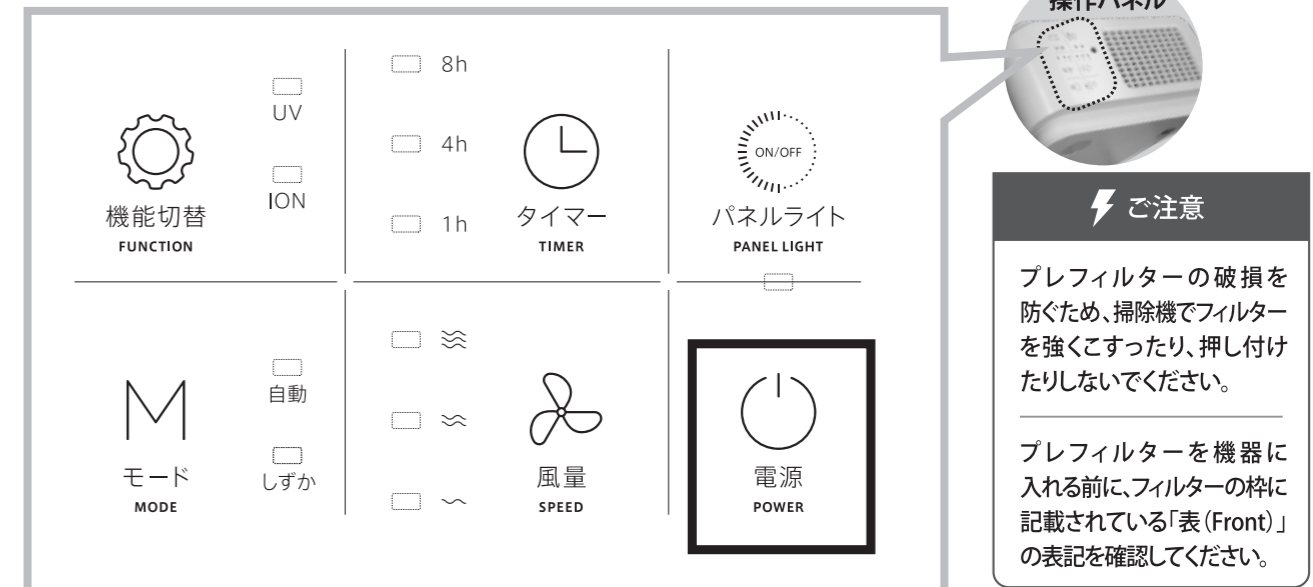 操作パネル
UV
ION
機能切替
FUNCTION
8h
4h
1h
タイマー
TIMER
ON/OFF
パネルライト
PANEL LIGHT
M
モード
MODE
自動
しずか
風量
SPEED
電源
POWER
ご注意
プレフィルターの破損を
防ぐため、掃除機でフィルター
を強くこすったり、押し付け
たりしないでください。
プレフィルターを機器に
入れる前に、フィルターの枠に
記載されている「表(Front)」
の表記を確認してください。